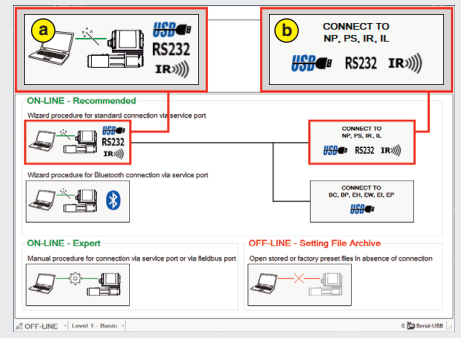 a
USB
RS232
IR
b
CONNECT TO
NP, PS, IR, IL
USB RS232 IR
ON-LINE - Recommended
Wizard procedure for standard connection via service port
USB
RS232
IR
CONNECT TO
NP, PS, IR, IL
USB RS232 IR
Wizard procedure for Bluetooth connection via service port
CONNECT TO
BC, BP, EH, EW, EI, EP
USB
ON-LINE - Expert
Manual procedure for connection via service port or via fieldbus port
OFF-LINE - Setting File Archive
Open stored or factory preset files in absence of connection
OFF-LINE Level 1 - Basic 0 Serial-USB